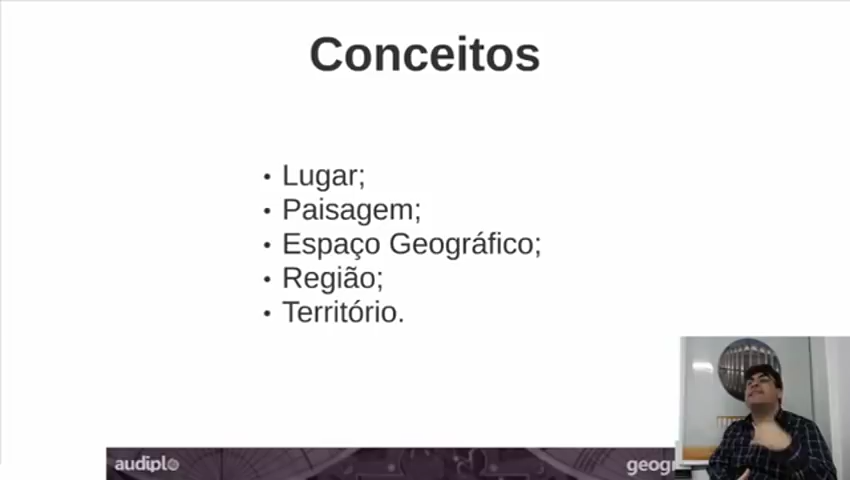 Conceitos
• Lugar;
• Paisagem;
• Espaço Geográfico;
• Região;
• Território.
audiplo
geogr